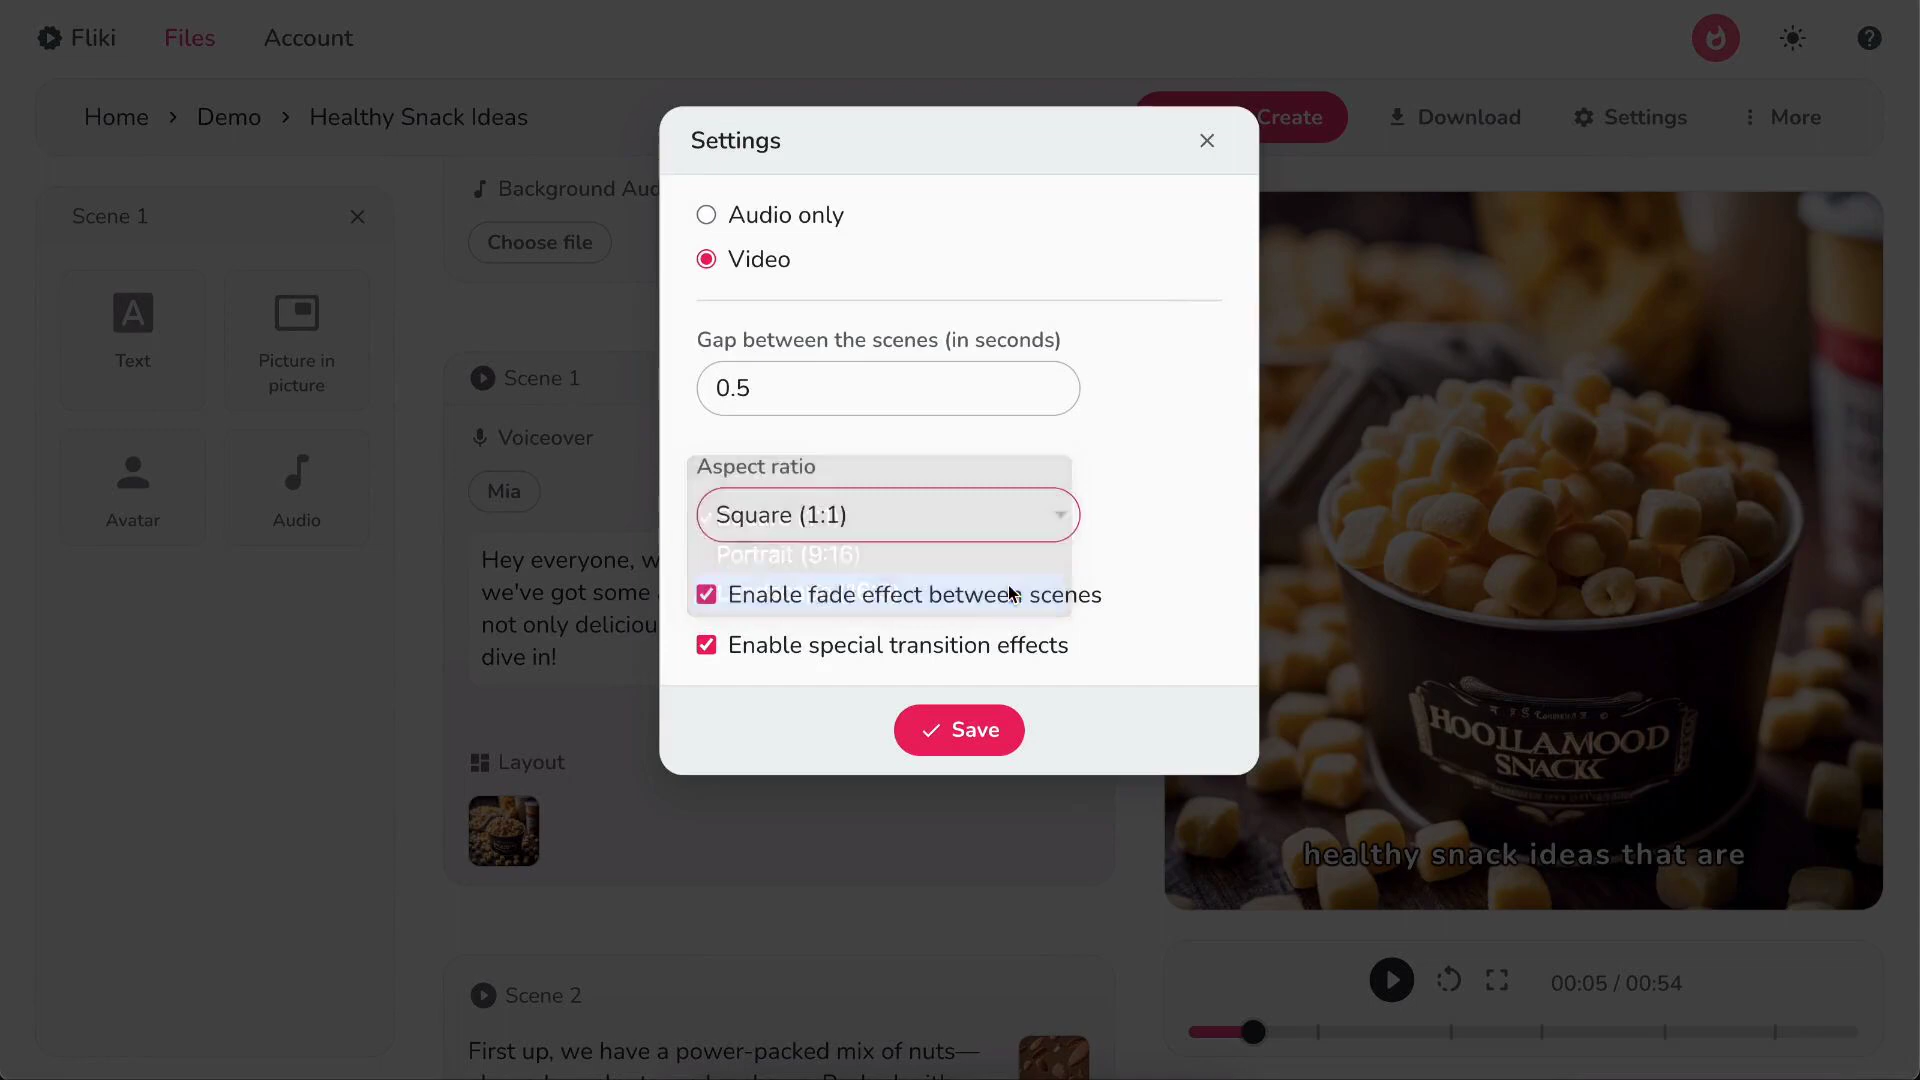 Fliki
Files
Account
Home
Demo
Healthy Snack Ideas
Create
Download
Settings
More
Scene 1
Text
Picture in
picture
Avatar
Audio
Background Aud
Choose file
Scene 1
Voiceover
Mia
Hey everyone, w
we've got some
not only deliciou
dive in!
Layout
Scene 2
First up, we have a power-packed mix of nuts—
Settings
Audio only
Video
Gap between the scenes (in seconds)
0.5
Aspect ratio
Square (1:1)
Portrait (9:16)
Enable fade effect between scenes
Enable special transition effects
Save
HOOILAMOOD
SNACK
healthy snack ideas that are
00:05 / 00:54